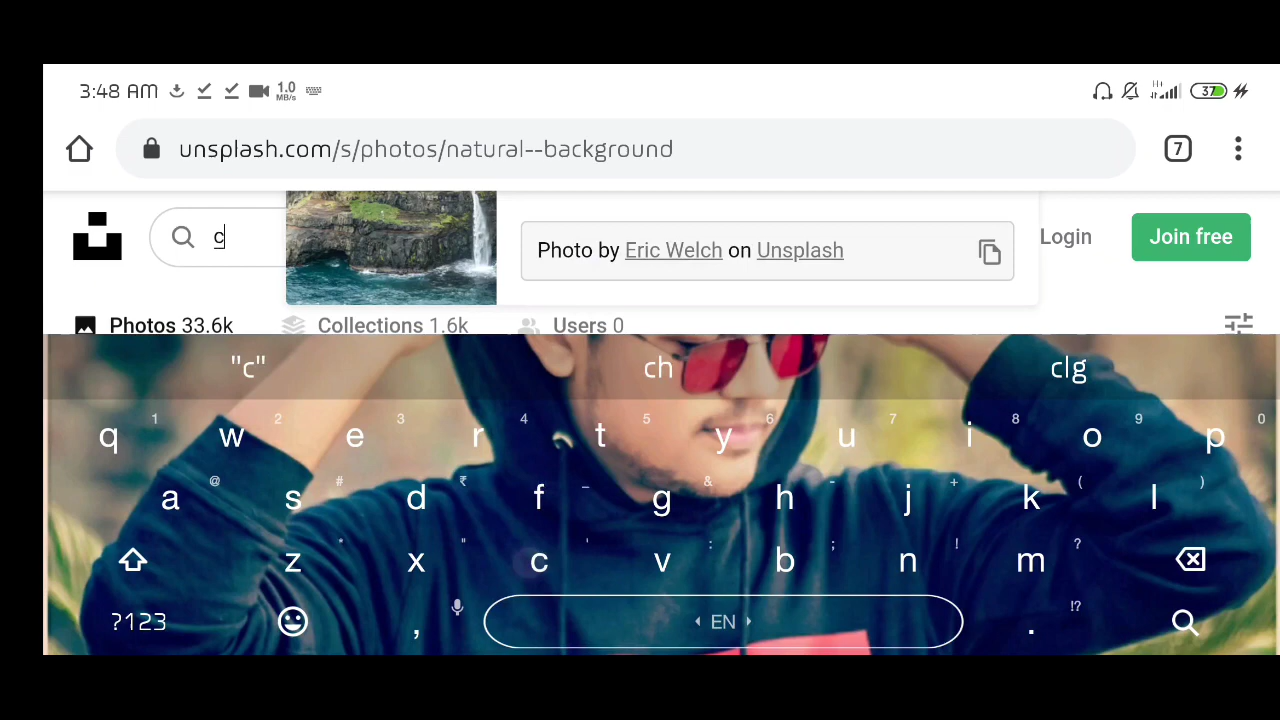 3:48 AM 1.0 MB/s 37
unsplash.com/s/photos/natural--background 7
c
Photo by Eric Welch on Unsplash
Login
Join free
Photos 33.6k Collections 1.6k Users 0
"c" ch clg
1 2 3 4 5 6 7 8 9 0
q w e r t y u i o p
@ # ₹ _ & - + ( )
a s d f g h j k l
* " ' : ; ! ?
z x c v b n m
!?
?123 , EN .